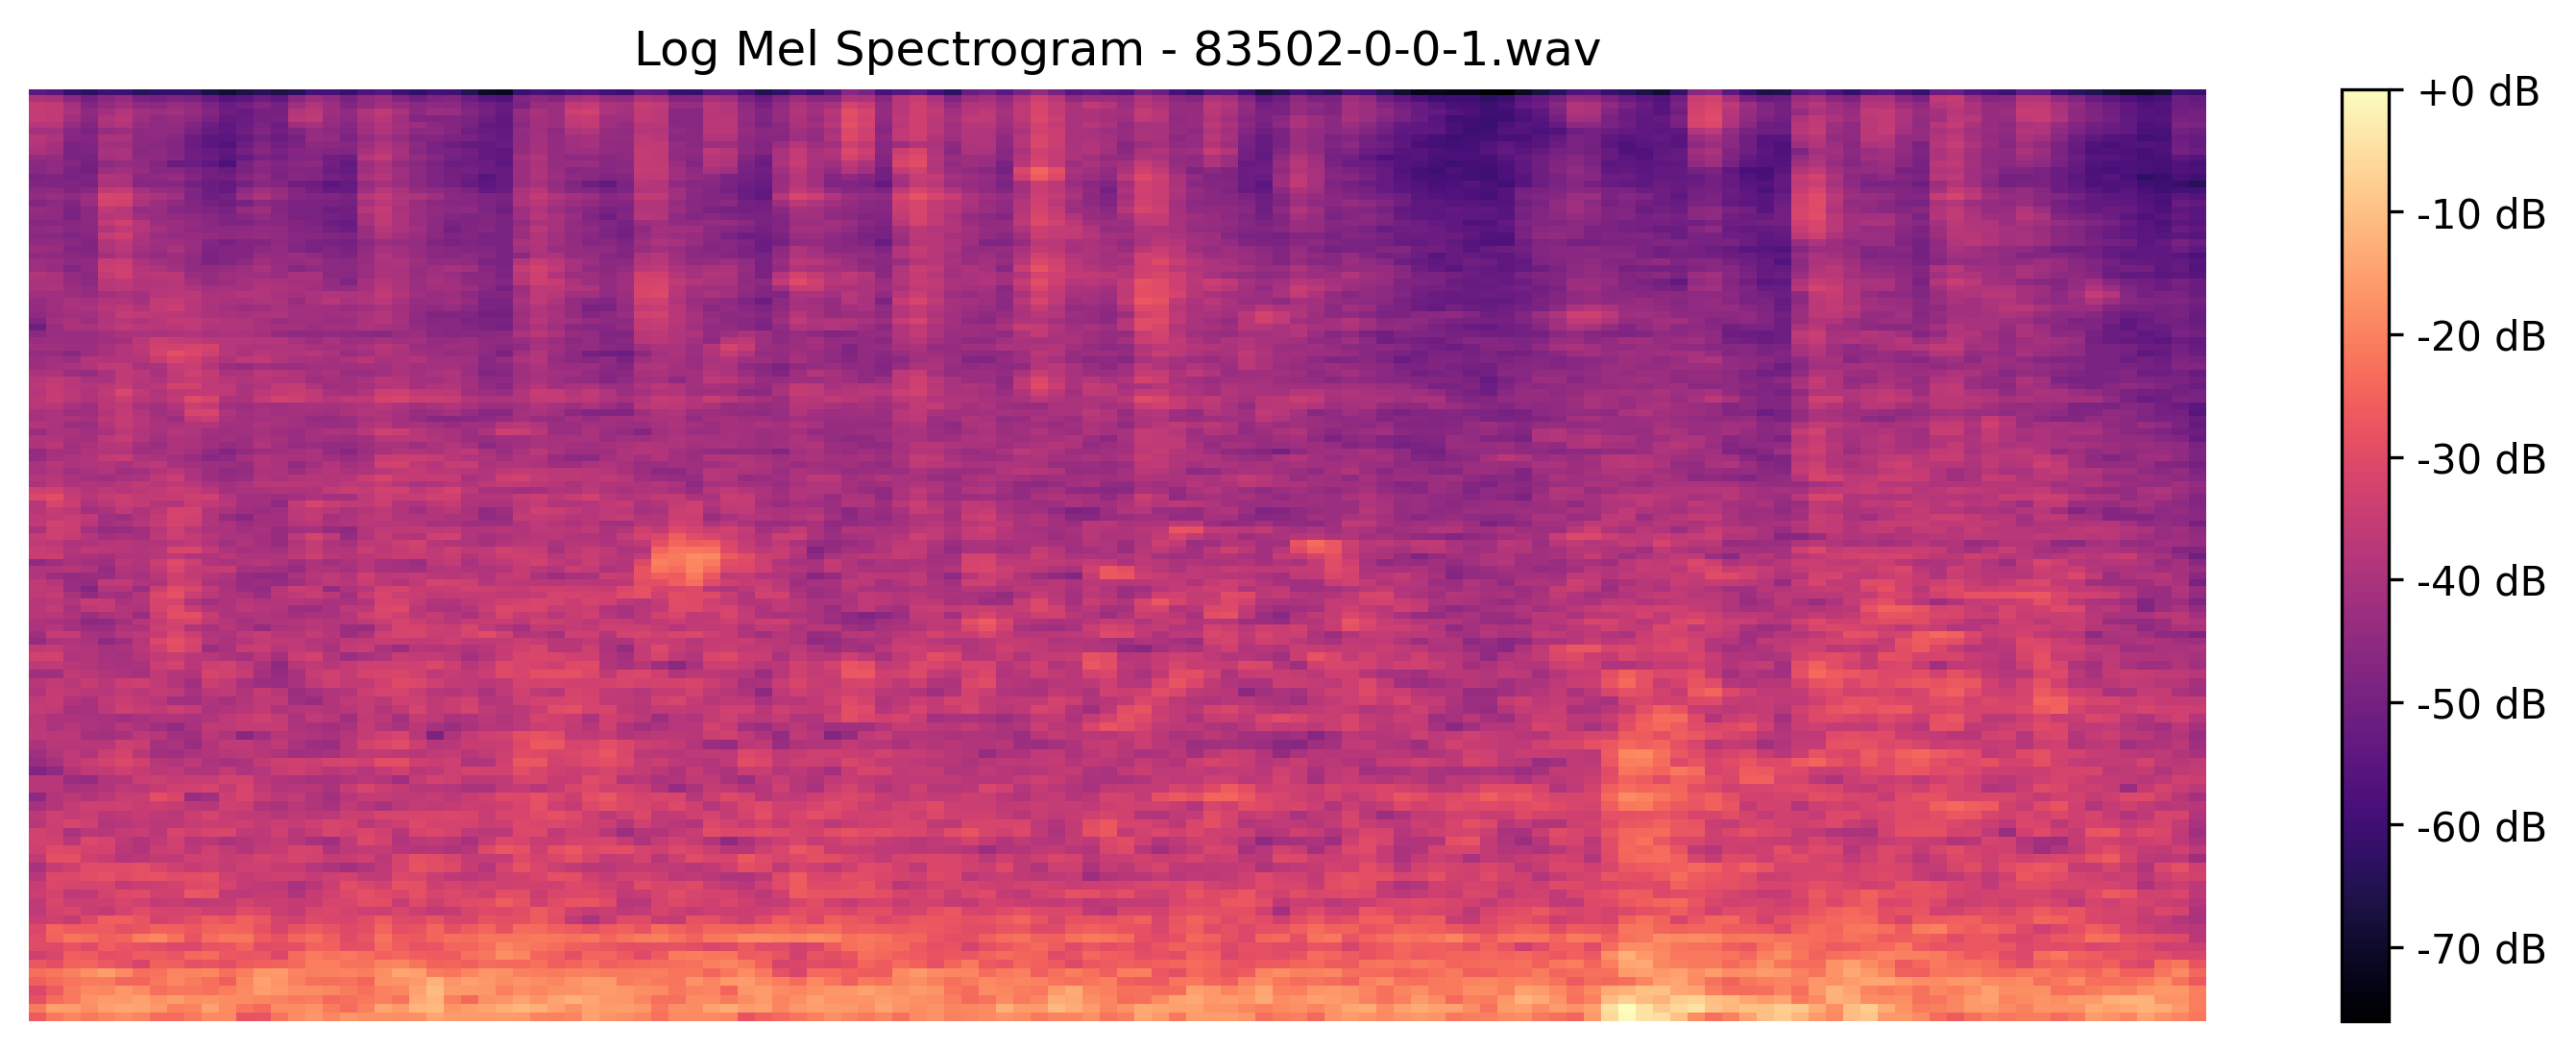 Log Mel Spectrogram - 83502-0-0-1.wav
+0 dB
-10 dB
-20 dB
-30 dB
-40 dB
-50 dB
-60 dB
-70 dB